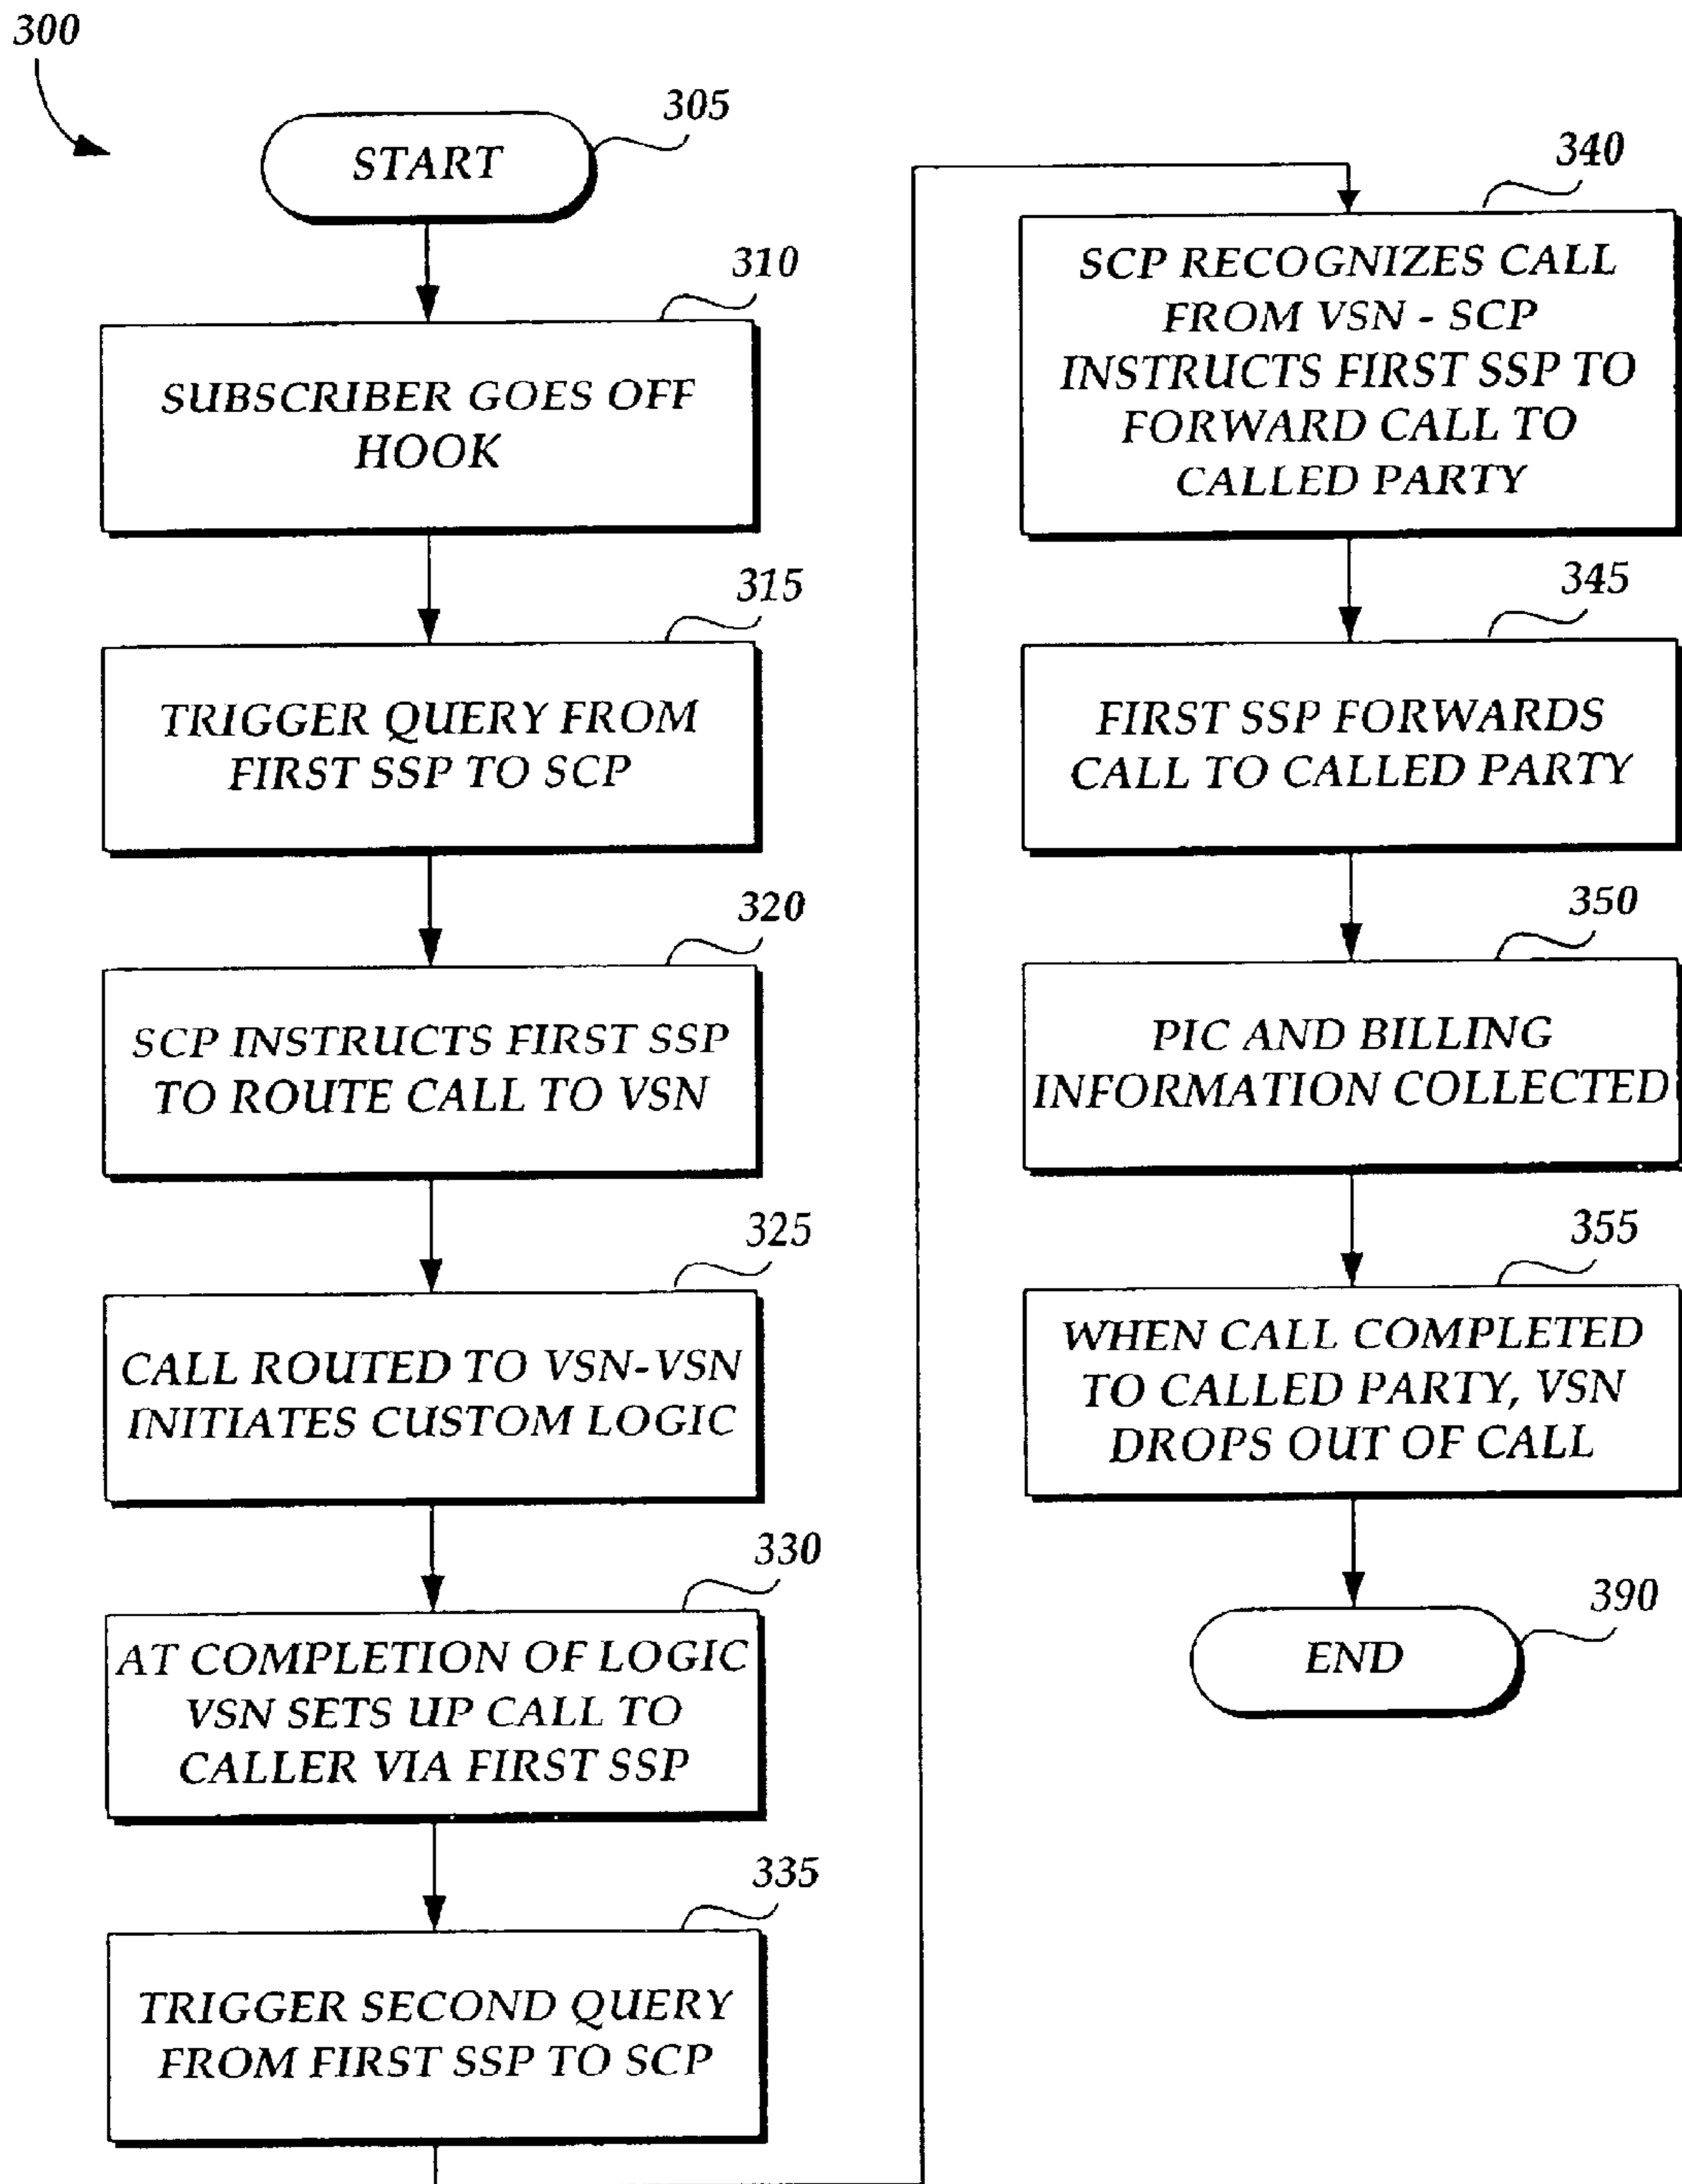 300
START
305
310
SUBSCRIBER GOES OFF
HOOK
315
TRIGGER QUERY FROM
FIRST SSP TO SCP
320
SCP INSTRUCTS FIRST SSP
TO ROUTE CALL TO VSN
325
CALL ROUTED TO VSN-VSN
INITIATES CUSTOM LOGIC
330
AT COMPLETION OF LOGIC
VSN SETS UP CALL TO
CALLER VIA FIRST SSP
335
TRIGGER SECOND QUERY
FROM FIRST SSP TO SCP
340
SCP RECOGNIZES CALL
FROM VSN - SCP
INSTRUCTS FIRST SSP TO
FORWARD CALL TO
CALLED PARTY
345
FIRST SSP FORWARDS
CALL TO CALLED PARTY
350
PIC AND BILLING
INFORMATION COLLECTED
355
WHEN CALL COMPLETED
TO CALLED PARTY, VSN
DROPS OUT OF CALL
390
END